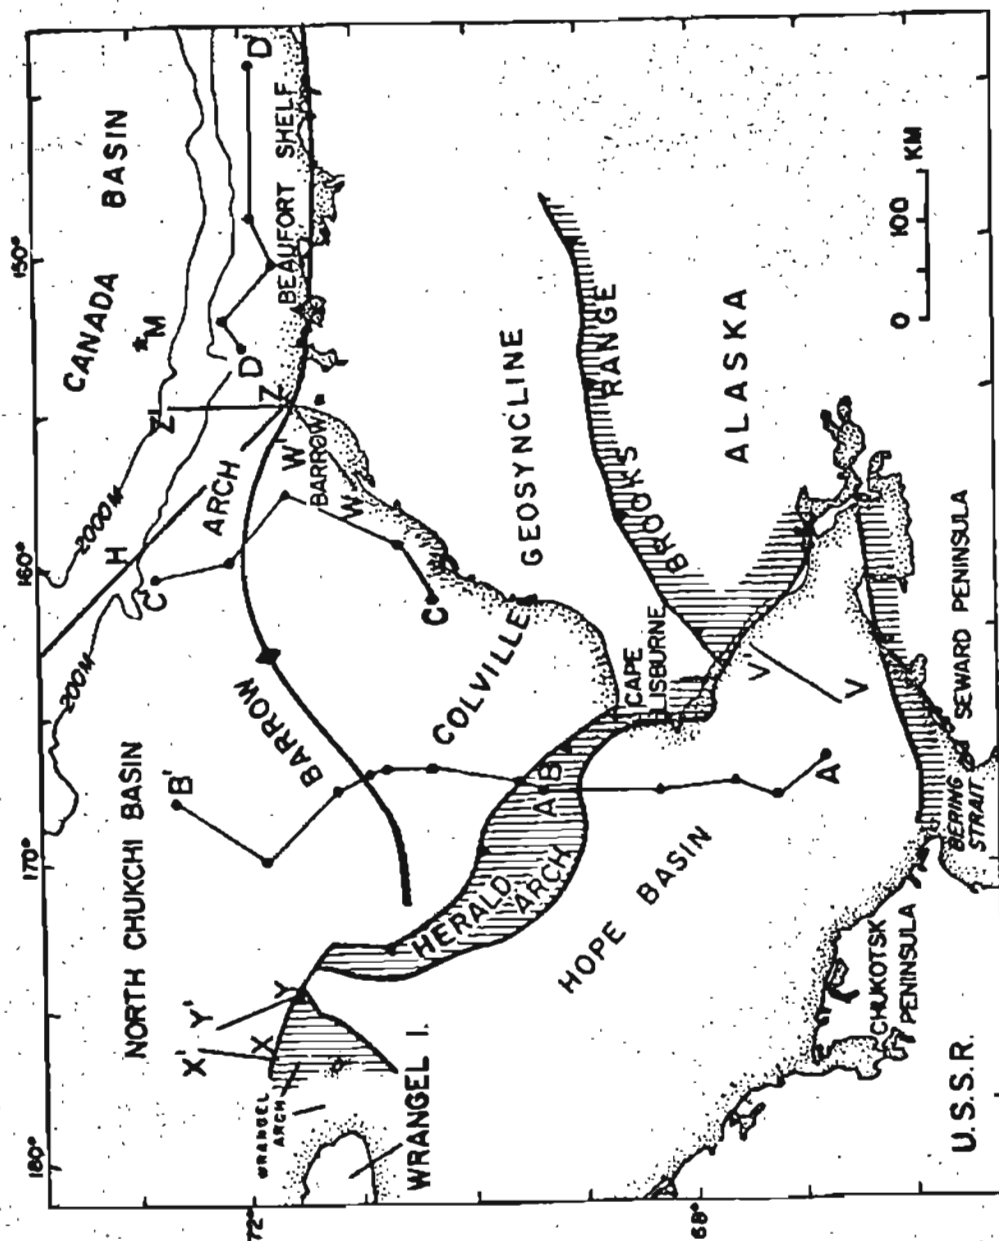 180°
170°
160°
150°
72°
68°
CANADA
BASIN
2000M
200M
H
*M
NORTH CHUKCHI BASIN
BEAUFORT SHELF
BARROW
ARCH
BARROW
COLVILLE
GEOSYNCLINE
BROOKS
RANGE
ALASKA
CAPE
LISBURNE
HERALD
ARCH
HOPE BASIN
WRANGEL
ARCH
WRANGEL I.
CHUKOTSK
PENINSULA
U.S.S.R.
BERING
STRAIT
SEWARD PENINSULA
A
A'
B
B'
C
C'
D
D'
V
V'
W
W'
X
X'
Y
Y'
Z
Z'
0
100
KM